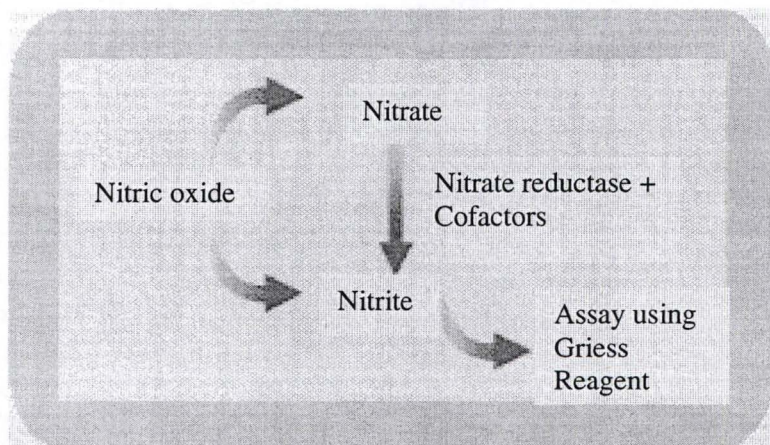 Nitrate
Nitric oxide
Nitrate reductase +
Cofactors
Nitrite
Assay using
Griess
Reagent